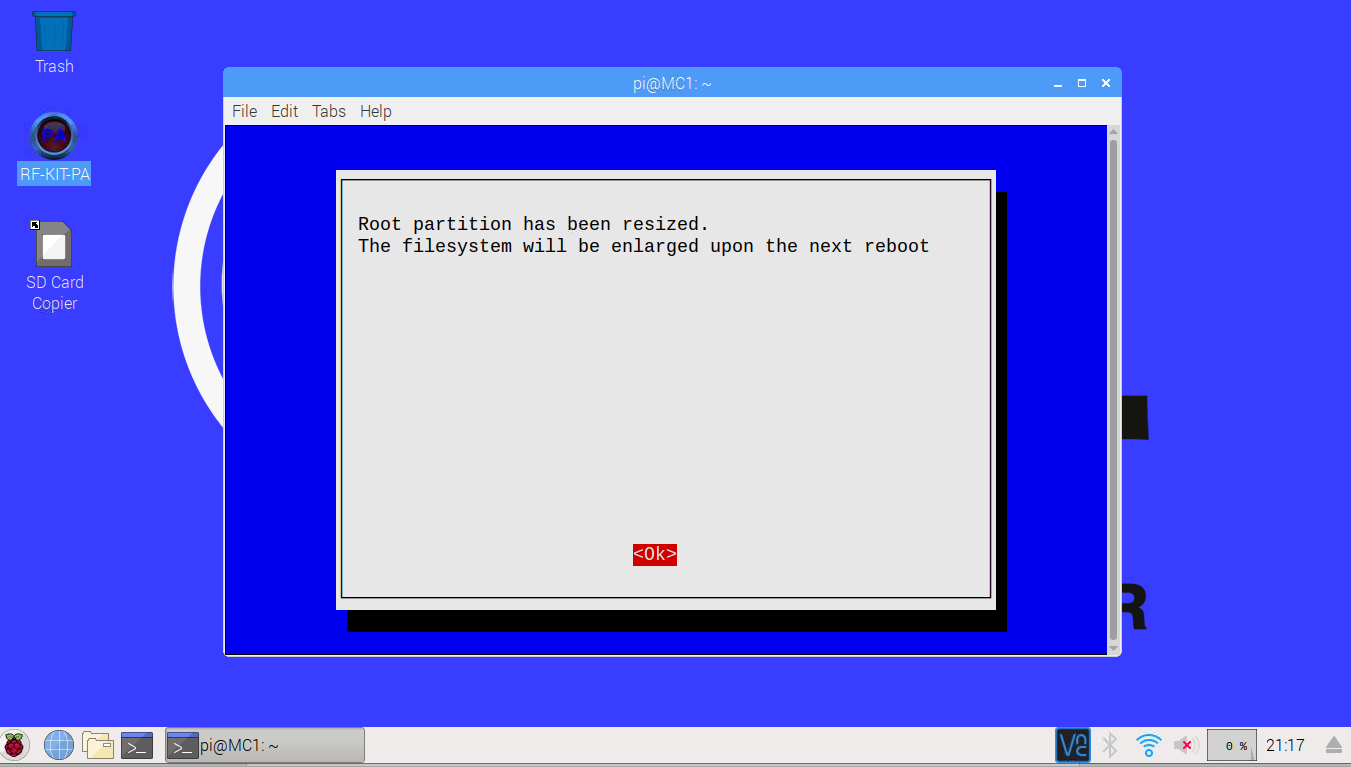 Trash
RF-KIT-PA
SD Card
Copier
pi@MC1: ~
File Edit Tabs Help
Root partition has been resized.
The filesystem will be enlarged upon the next reboot
<Ok>
R
pi@MC1: ~
0 %
21:17